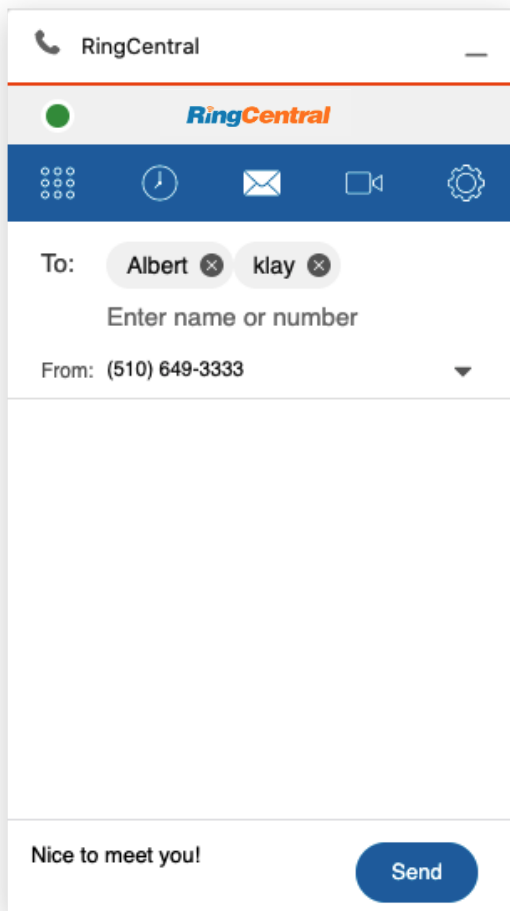 RingCentral
RingCentral
To: Albert klay
Enter name or number
From: (510) 649-3333
Nice to meet you!
Send